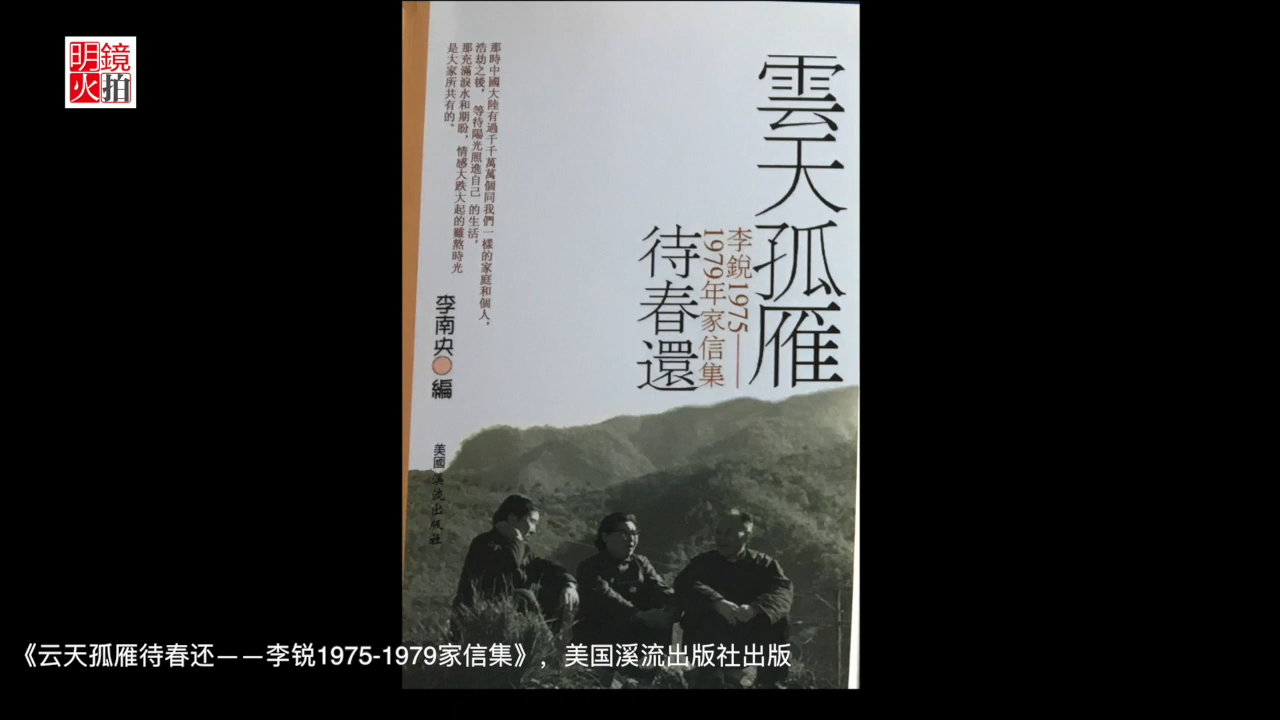 明鏡
火拍
雲天孤雁
待春還
李銳1975——
1979年家信集
那時中國大陸有過千千萬萬個同我們一樣的家庭和個人，
浩劫之後，等待陽光照進自己的生活，
那充滿淚水和期盼，情感大跌大起的難熬時光
是大家所共有的。
李南央 編
美國溪流出版社
《云天孤雁待春还——李锐1975-1979家信集》，美国溪流出版社出版